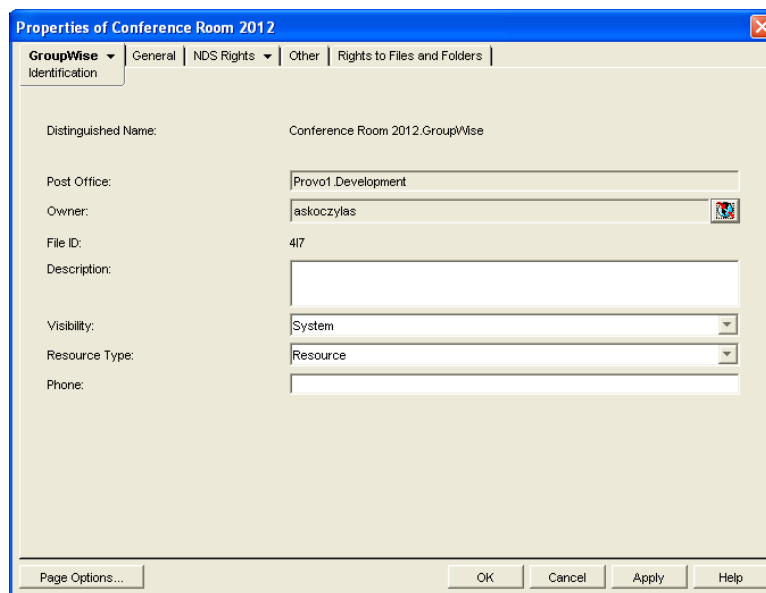 Properties of Conference Room 2012
GroupWise General NDS Rights Other Rights to Files and Folders
Identification
Distinguished Name: Conference Room 2012.GroupWise
Post Office: Provo1.Development
Owner: askoczylas
File ID: 4I7
Description:
Visibility: System
Resource Type: Resource
Phone:
Page Options... OK Cancel Apply Help